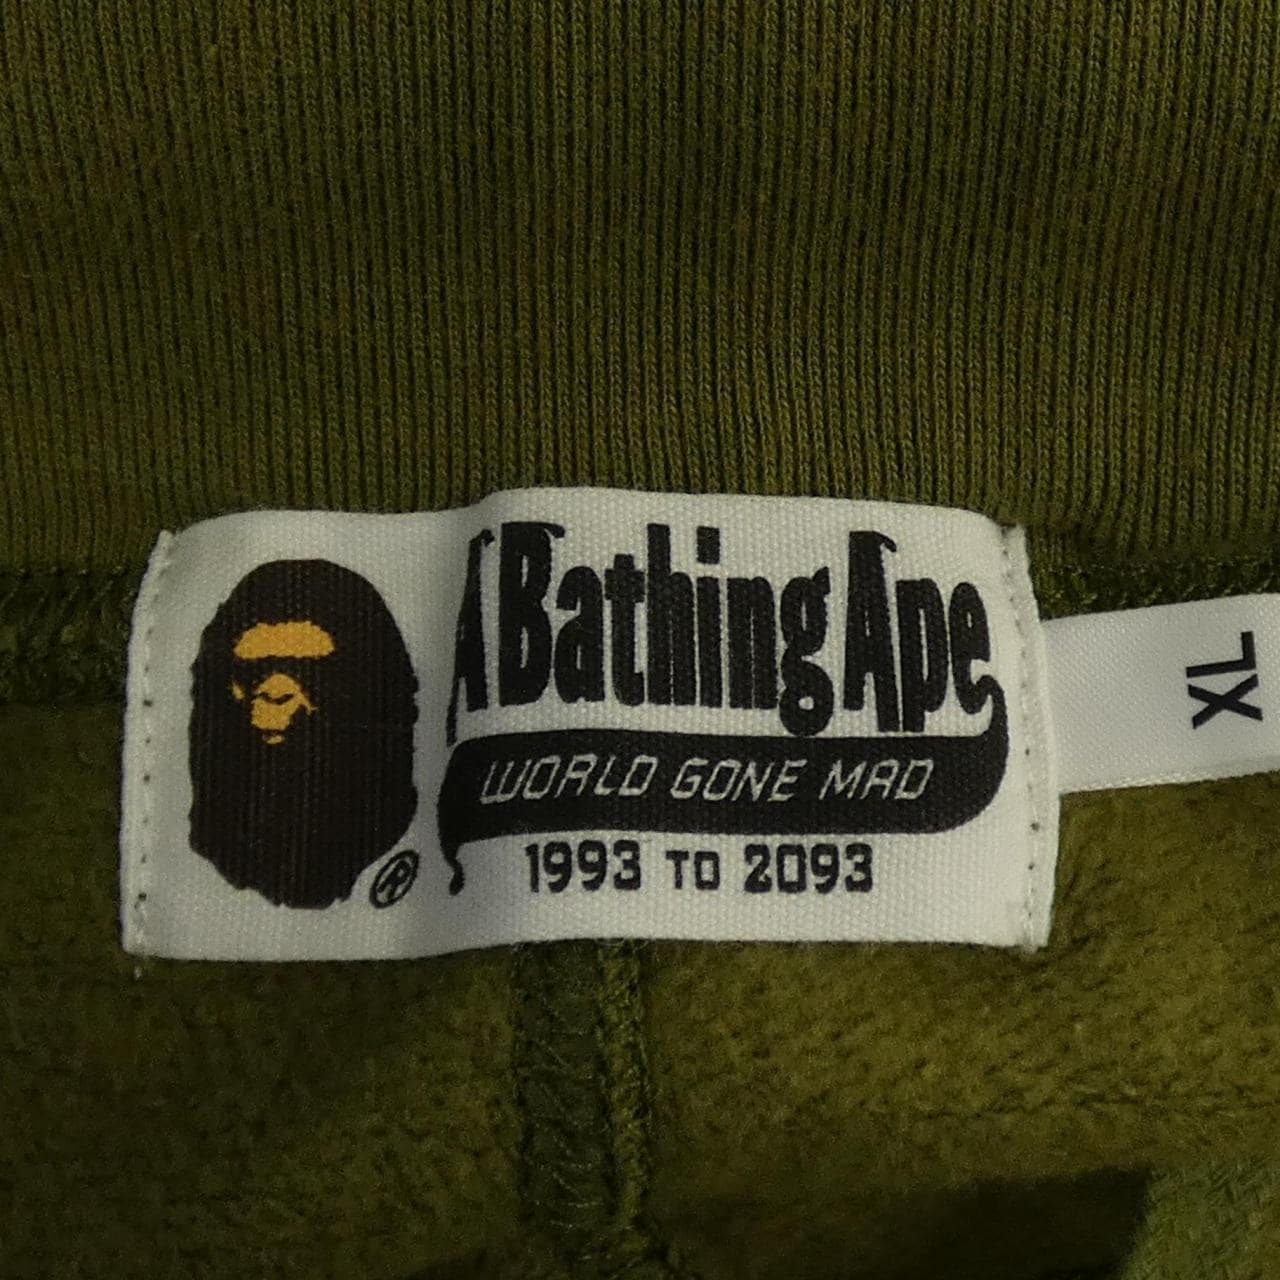 A Bathing Ape
WORLD GONE MAD
1993 TO 2093
®
XL